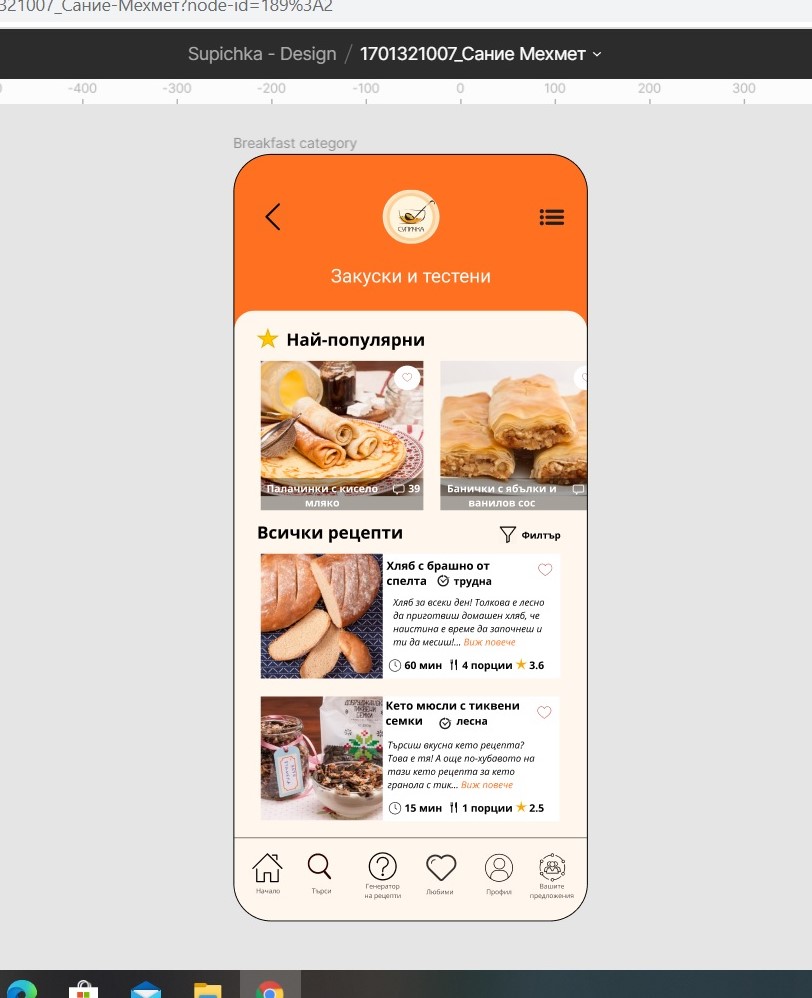 321007_Сание-Мехмет?node-id=189%3A2
Supichka - Design / 1701321007_Сание Мехмет
-400 -300 -200 -100 0 100 200 300
Breakfast category
СУПИЧКА
Закуски и тестени
Най-популярни
Палачинки с кисело
мляко
39
Банички с ябълки и
ванилов сос
Всички рецепти
Филтър
Хляб с брашно от
спелта трудна
Хляб за всеки ден! Толкова е лесно
да приготвиш домашен хляб, че
наистина е време да започнеш и
ти да месиш!... Виж повече
60 мин 4 порции 3.6
Кето мюсли с тиквени
семки лесна
Търсиш вкусна кето рецепта?
Това е тя! А още по-хубавото на
тази кето рецепта за кето
гранола с тик... Виж повече
15 мин 1 порции 2.5
Начало
Търси
Генератор
на рецепти
Любими
Профил
Вашите
предложения